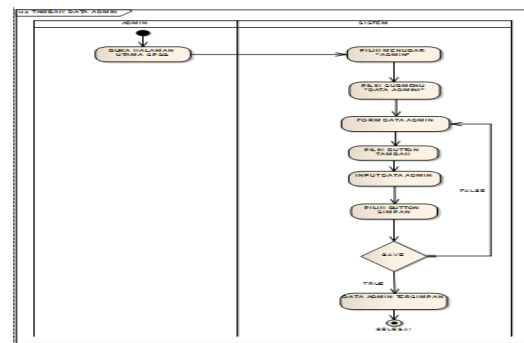 TAMBAH DATA ADMIN
ADMIN
SISTEM
BUKA HALAMAN
UTAMA
PILIH MENUBAR
"ADMIN"
PILIH SUBMENU
"DATA ADMIN"
FORM DATA ADMIN
PILIH BUTTON
TAMBAH
INPUT DATA ADMIN
PILIH BUTTON
SIMPAN
FALSE
SAVE
TRUE
DATA ADMIN TERSIMPAN
SELESAI